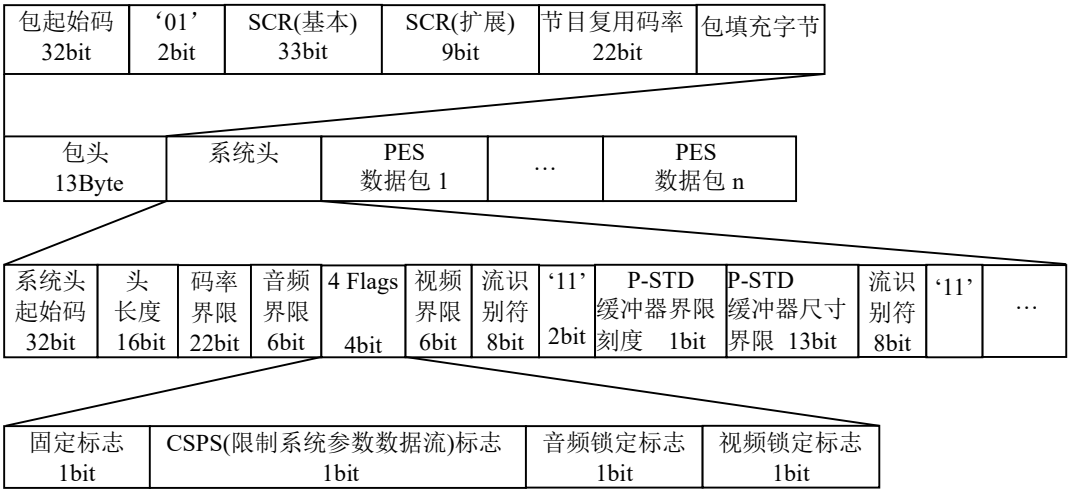 包起始码 ‘01’ SCR(基本) SCR(扩展) 节目复用码率 包填充字节
32bit 2bit 33bit 9bit 22bit
包头 系统头 PES … PES
13Byte 数据包 1 数据包 n
系统头 头 码率 音频 4 Flags 视频 流识 ‘11’ P-STD P-STD 流识 ‘11’ …
起始码 长度 界限 界限 界限 别符 缓冲器界限 缓冲器尺寸 别符
32bit 16bit 22bit 6bit 4bit 6bit 8bit 2bit 刻度 1bit 界限 13bit 8bit
固定标志 CSPS(限制系统参数数据流)标志 音频锁定标志 视频锁定标志
1bit 1bit 1bit 1bit